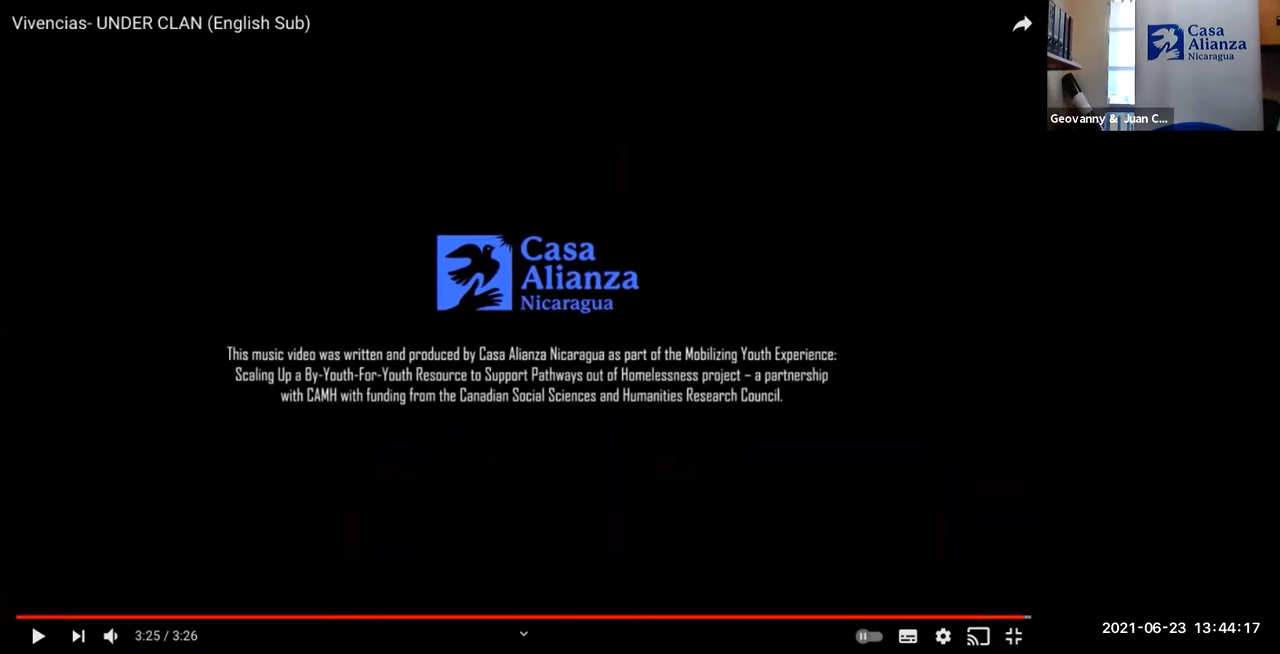 Vivencias- UNDER CLAN (English Sub)
Casa
Alianza
Nicaragua
Geovanny & Juan C...
Casa
Alianza
Nicaragua
This music video was written and produced by Casa Alianza Nicaragua as part of the Mobilizing Youth Experience:
Scaling Up a By-Youth-For-Youth Resource to Support Pathways out of Homelessness project – a partnership
with CAMH with funding from the Canadian Social Sciences and Humanities Research Council.
3:25 / 3:26
2021-06-23 13:44:17